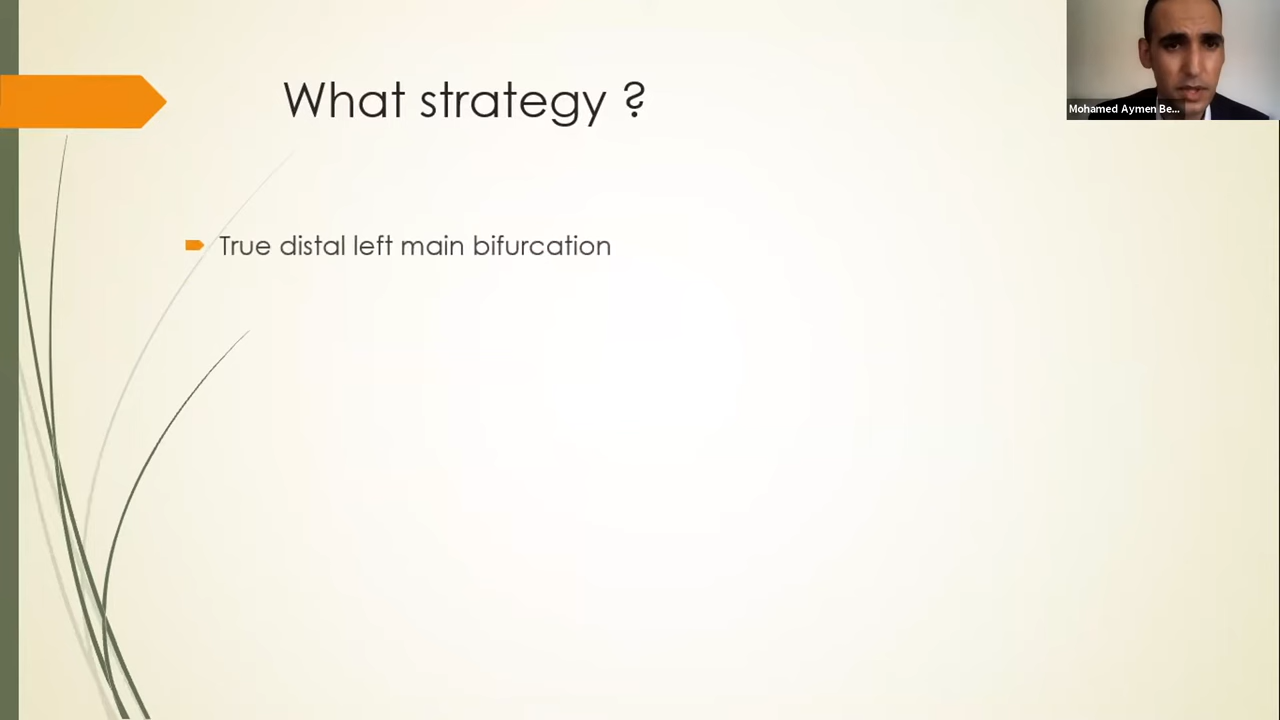 What strategy ?
Mohamed Aymen Be...
True distal left main bifurcation